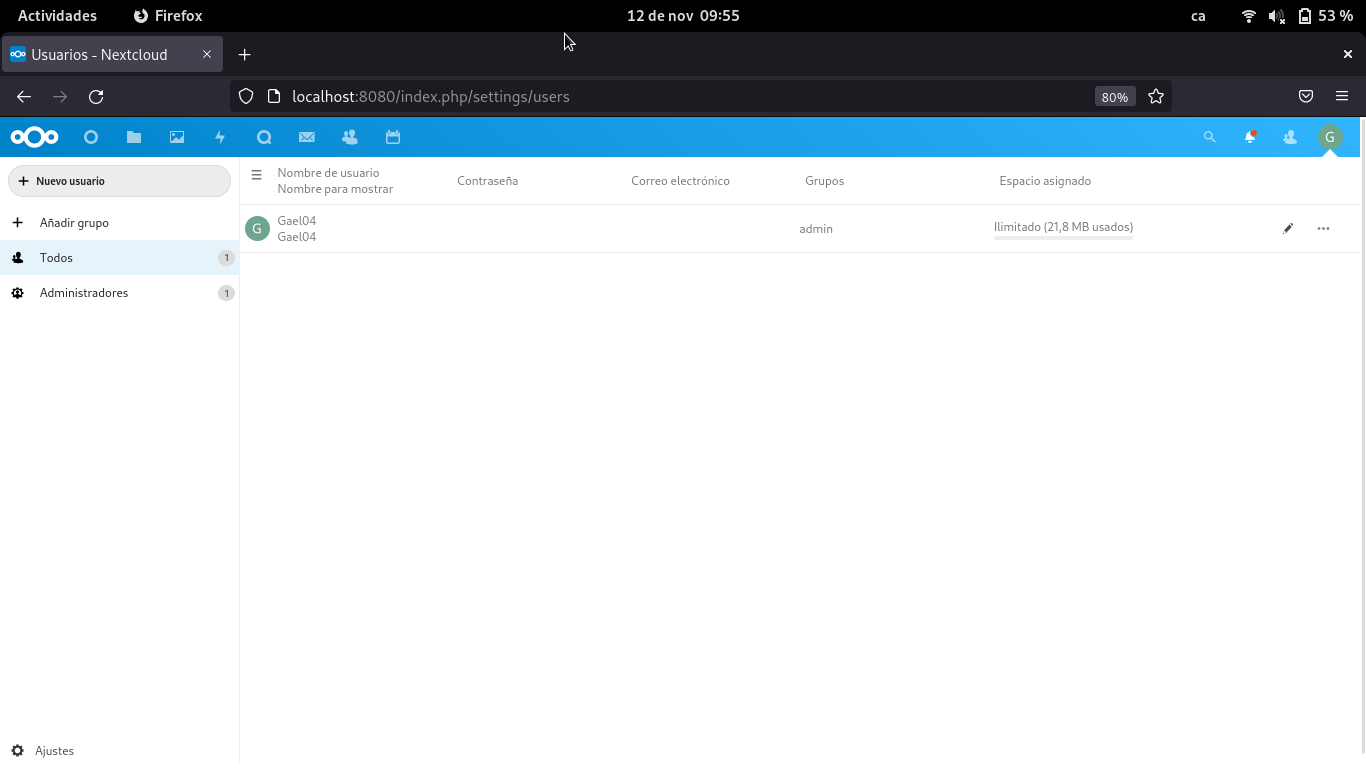 Actividades Firefox 12 de nov 09:55 ca 53 %
Usuarios - Nextcloud
localhost:8080/index.php/settings/users 80%
G
Nuevo usuario
Nombre de usuario
Nombre para mostrar
Contraseña Correo electrónico Grupos Espacio asignado
Añadir grupo
G
Gael04
Gael04
admin Ilimitado (21,8 MB usados)
Todos 1
Administradores 1
Ajustes